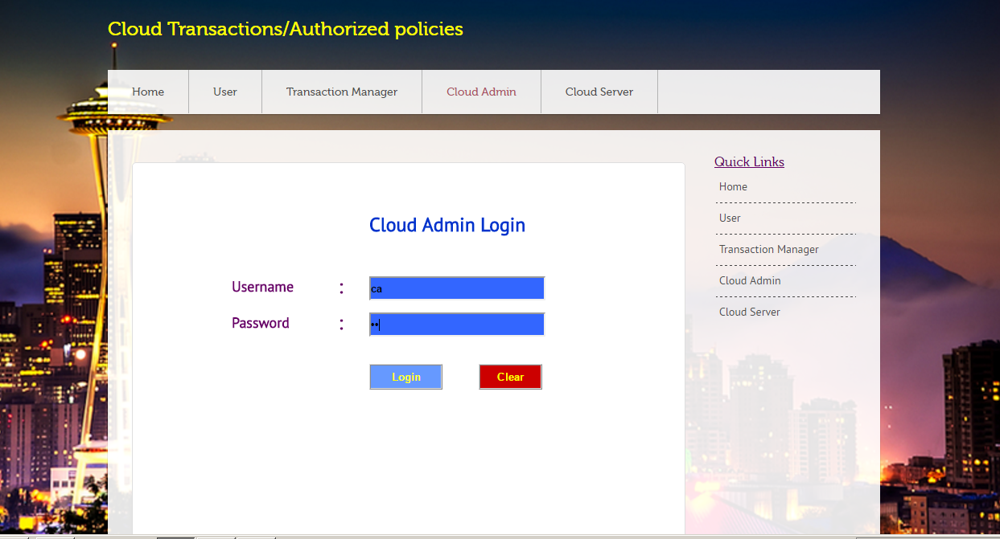 Cloud Transactions/Authorized policies
Home User Transaction Manager Cloud Admin Cloud Server
Cloud Admin Login
Username : ca
Password : ••
Login Clear
Quick Links
Home
User
Transaction Manager
Cloud Admin
Cloud Server